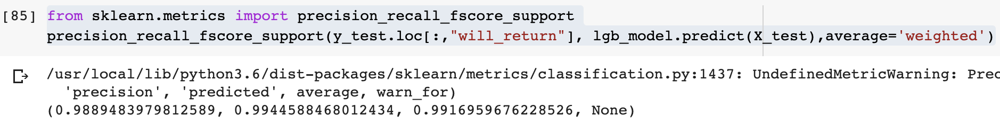 [85] from sklearn.metrics import precision_recall_fscore_support
precision_recall_fscore_support(y_test.loc[:,"will_return"], lgb_model.predict(X_test),average='weighted')
/usr/local/lib/python3.6/dist-packages/sklearn/metrics/classification.py:1437: UndefinedMetricWarning: Prec
'precision', 'predicted', average, warn_for)
(0.9889483979812589, 0.9944588468012434, 0.9916959676228526, None)